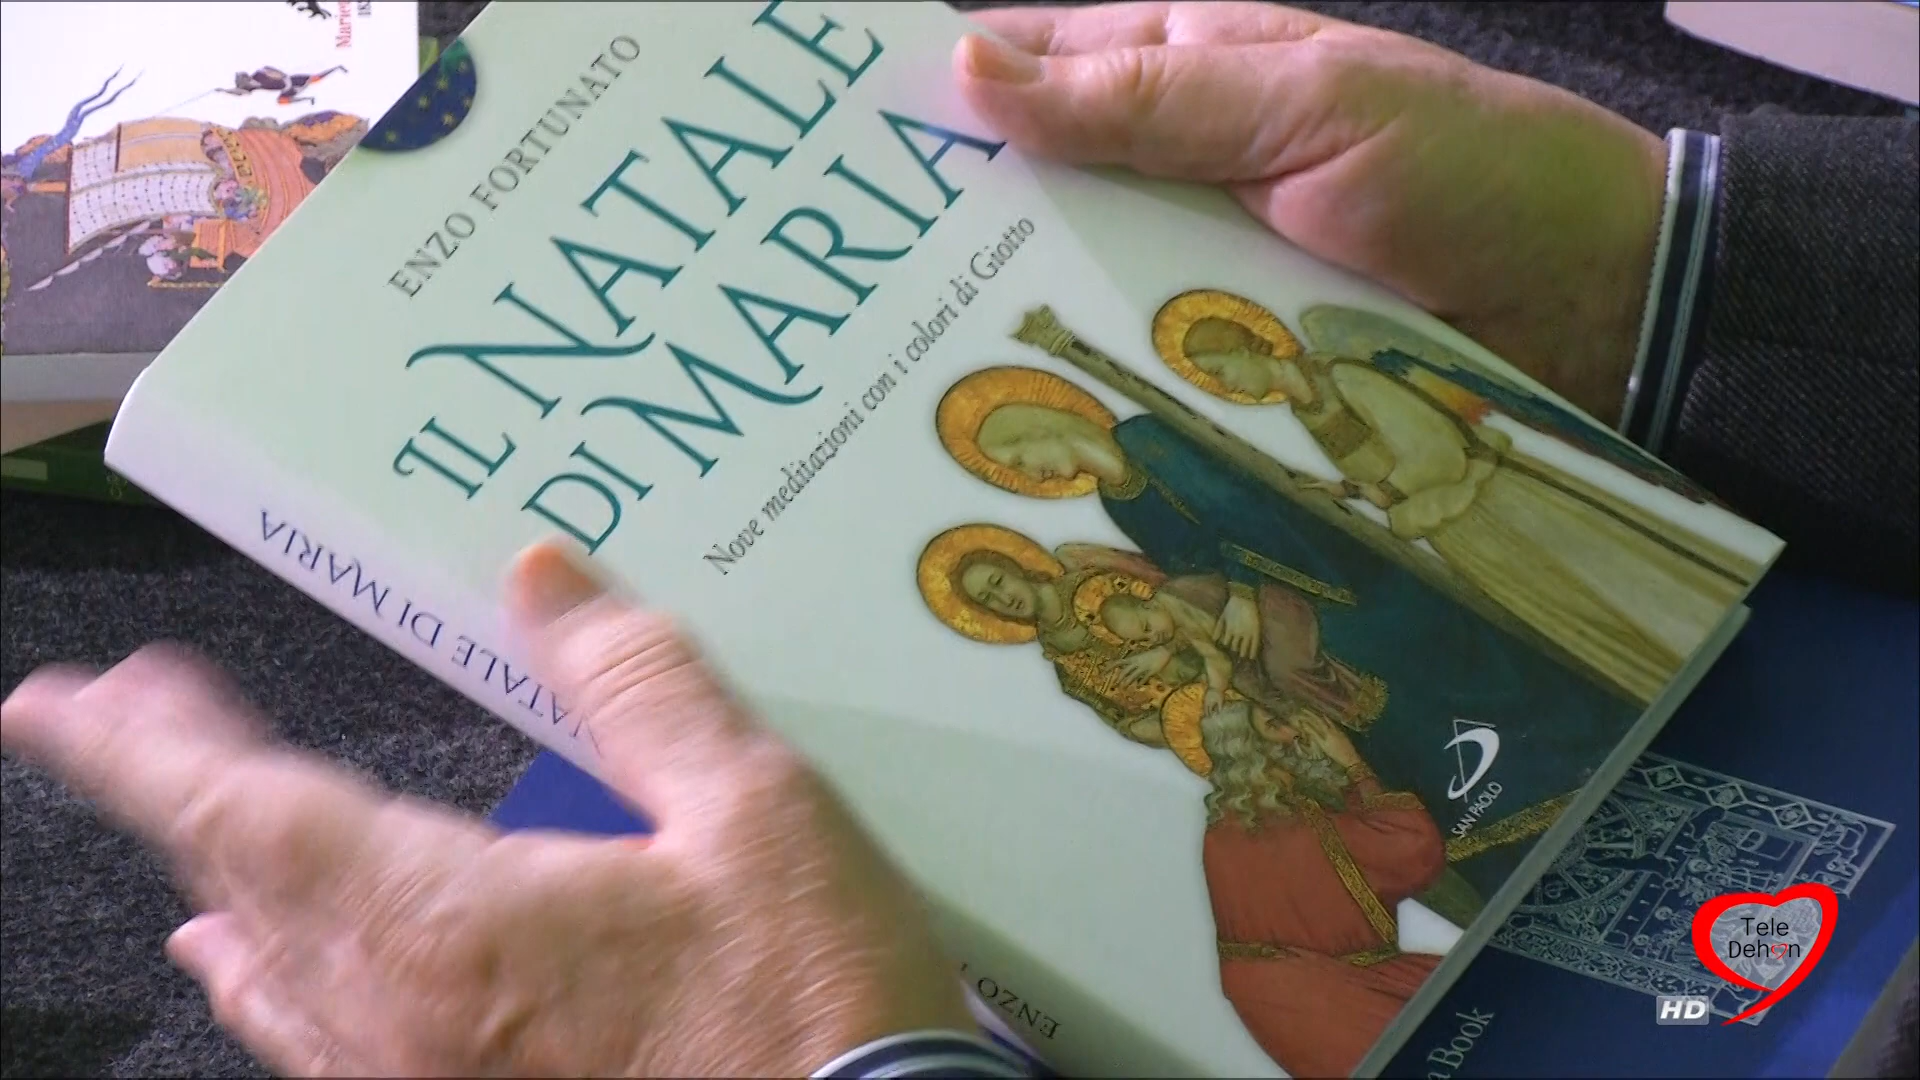 ENZO FORTUNATO
IL NATALE
DI MARIA
Nove meditazioni con i colori di Giotto
SAN PAOLO
NATALE DI MARIA
ENZO
Book
Tele
Dehon
HD